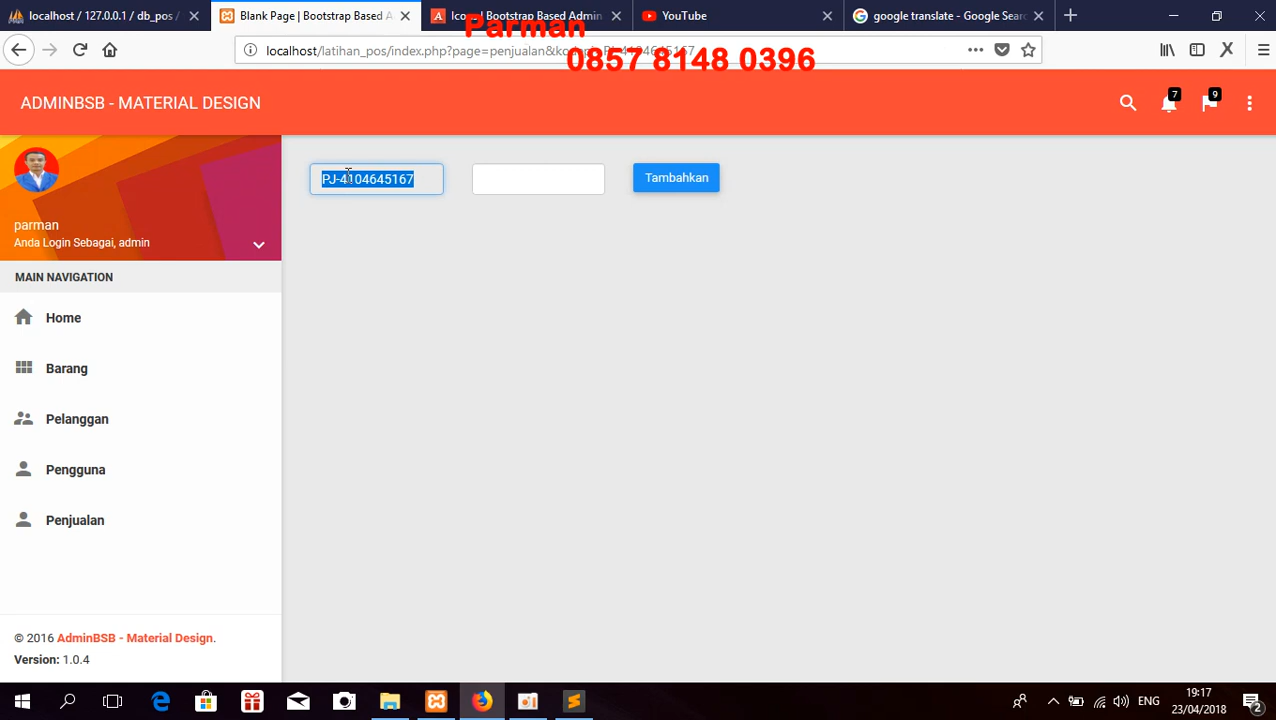 localhost / 127.0.0.1 / db_pos /
Blank Page | Bootstrap Based A
Icons | Bootstrap Based Admin
YouTube
google translate - Google Searc
Parman
localhost/latihan_pos/index.php?page=penjualan&kodepj=PJ-4104645167
0857 8148 0396
ADMINBSB - MATERIAL DESIGN
7
9
PJ-4104645167
Tambahkan
parman
Anda Login Sebagai, admin
MAIN NAVIGATION
Home
Barang
Pelanggan
Pengguna
Penjualan
© 2016 AdminBSB - Material Design.
Version: 1.0.4
ENG
19:17
23/04/2018
2